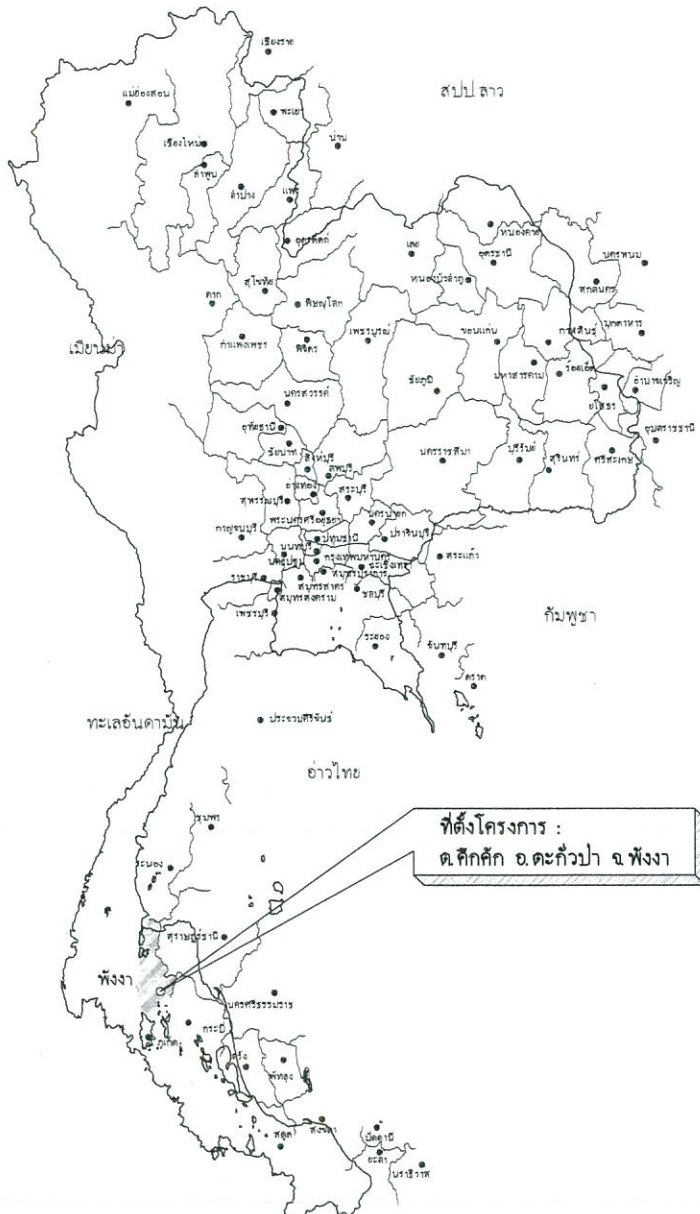 เชียงราย
สปป ลาว
แม่ฮ่องสอน
พะเยา
น่าน
เชียงใหม่
ลำพูน
ลำปาง
แพร่
หนองคาย
อุตรดิตถ์
เลย
อุดรธานี
นครพนม
สุโขทัย
หนองบัวลำภู
สกลนคร
ตาก
พิษณุโลก
กำแพงเพชร
พิจิตร
เพชรบูรณ์
ขอนแก่น
กาฬสินธุ์
มุกดาหาร
เมียนม่า
มหาสารคาม
ร้อยเอ็ด
ชัยภูมิ
ยโสธร
อำนาจเจริญ
นครสวรรค์
อุทัยธานี
อุบลราชธานี
ชัยนาท
สิงห์บุรี
ลพบุรี
นครราชสีมา
บุรีรัมย์
สุรินทร์
ศรีสะเกษ
อ่างทอง
สระบุรี
สุพรรณบุรี
พระนครศรีอยุธยา
นครนายก
กาญจนบุรี
ปทุมธานี
ปราจีนบุรี
นนทบุรี
กรุงเทพมหานคร
สระแก้ว
นครปฐม
ฉะเชิงเทรา
สมุทรปราการ
ราชบุรี
สมุทรสาคร
สมุทรสงคราม
ชลบุรี
เพชรบุรี
กัมพูชา
ระยอง
จันทบุรี
ตราด
ทะเลอันดามัน
ประจวบคีรีขันธ์
อ่าวไทย
ชุมพร
ที่ตั้งโครงการ :
ต.คึกคัก อ.ตะกั่วป่า จ.พังงา
ระนอง
สุราษฎร์ธานี
พังงา
นครศรีธรรมราช
กระบี่
ภูเก็ต
ตรัง
พัทลุง
สงขลา
ปัตตานี
สตูล
ยะลา
นราธิวาส